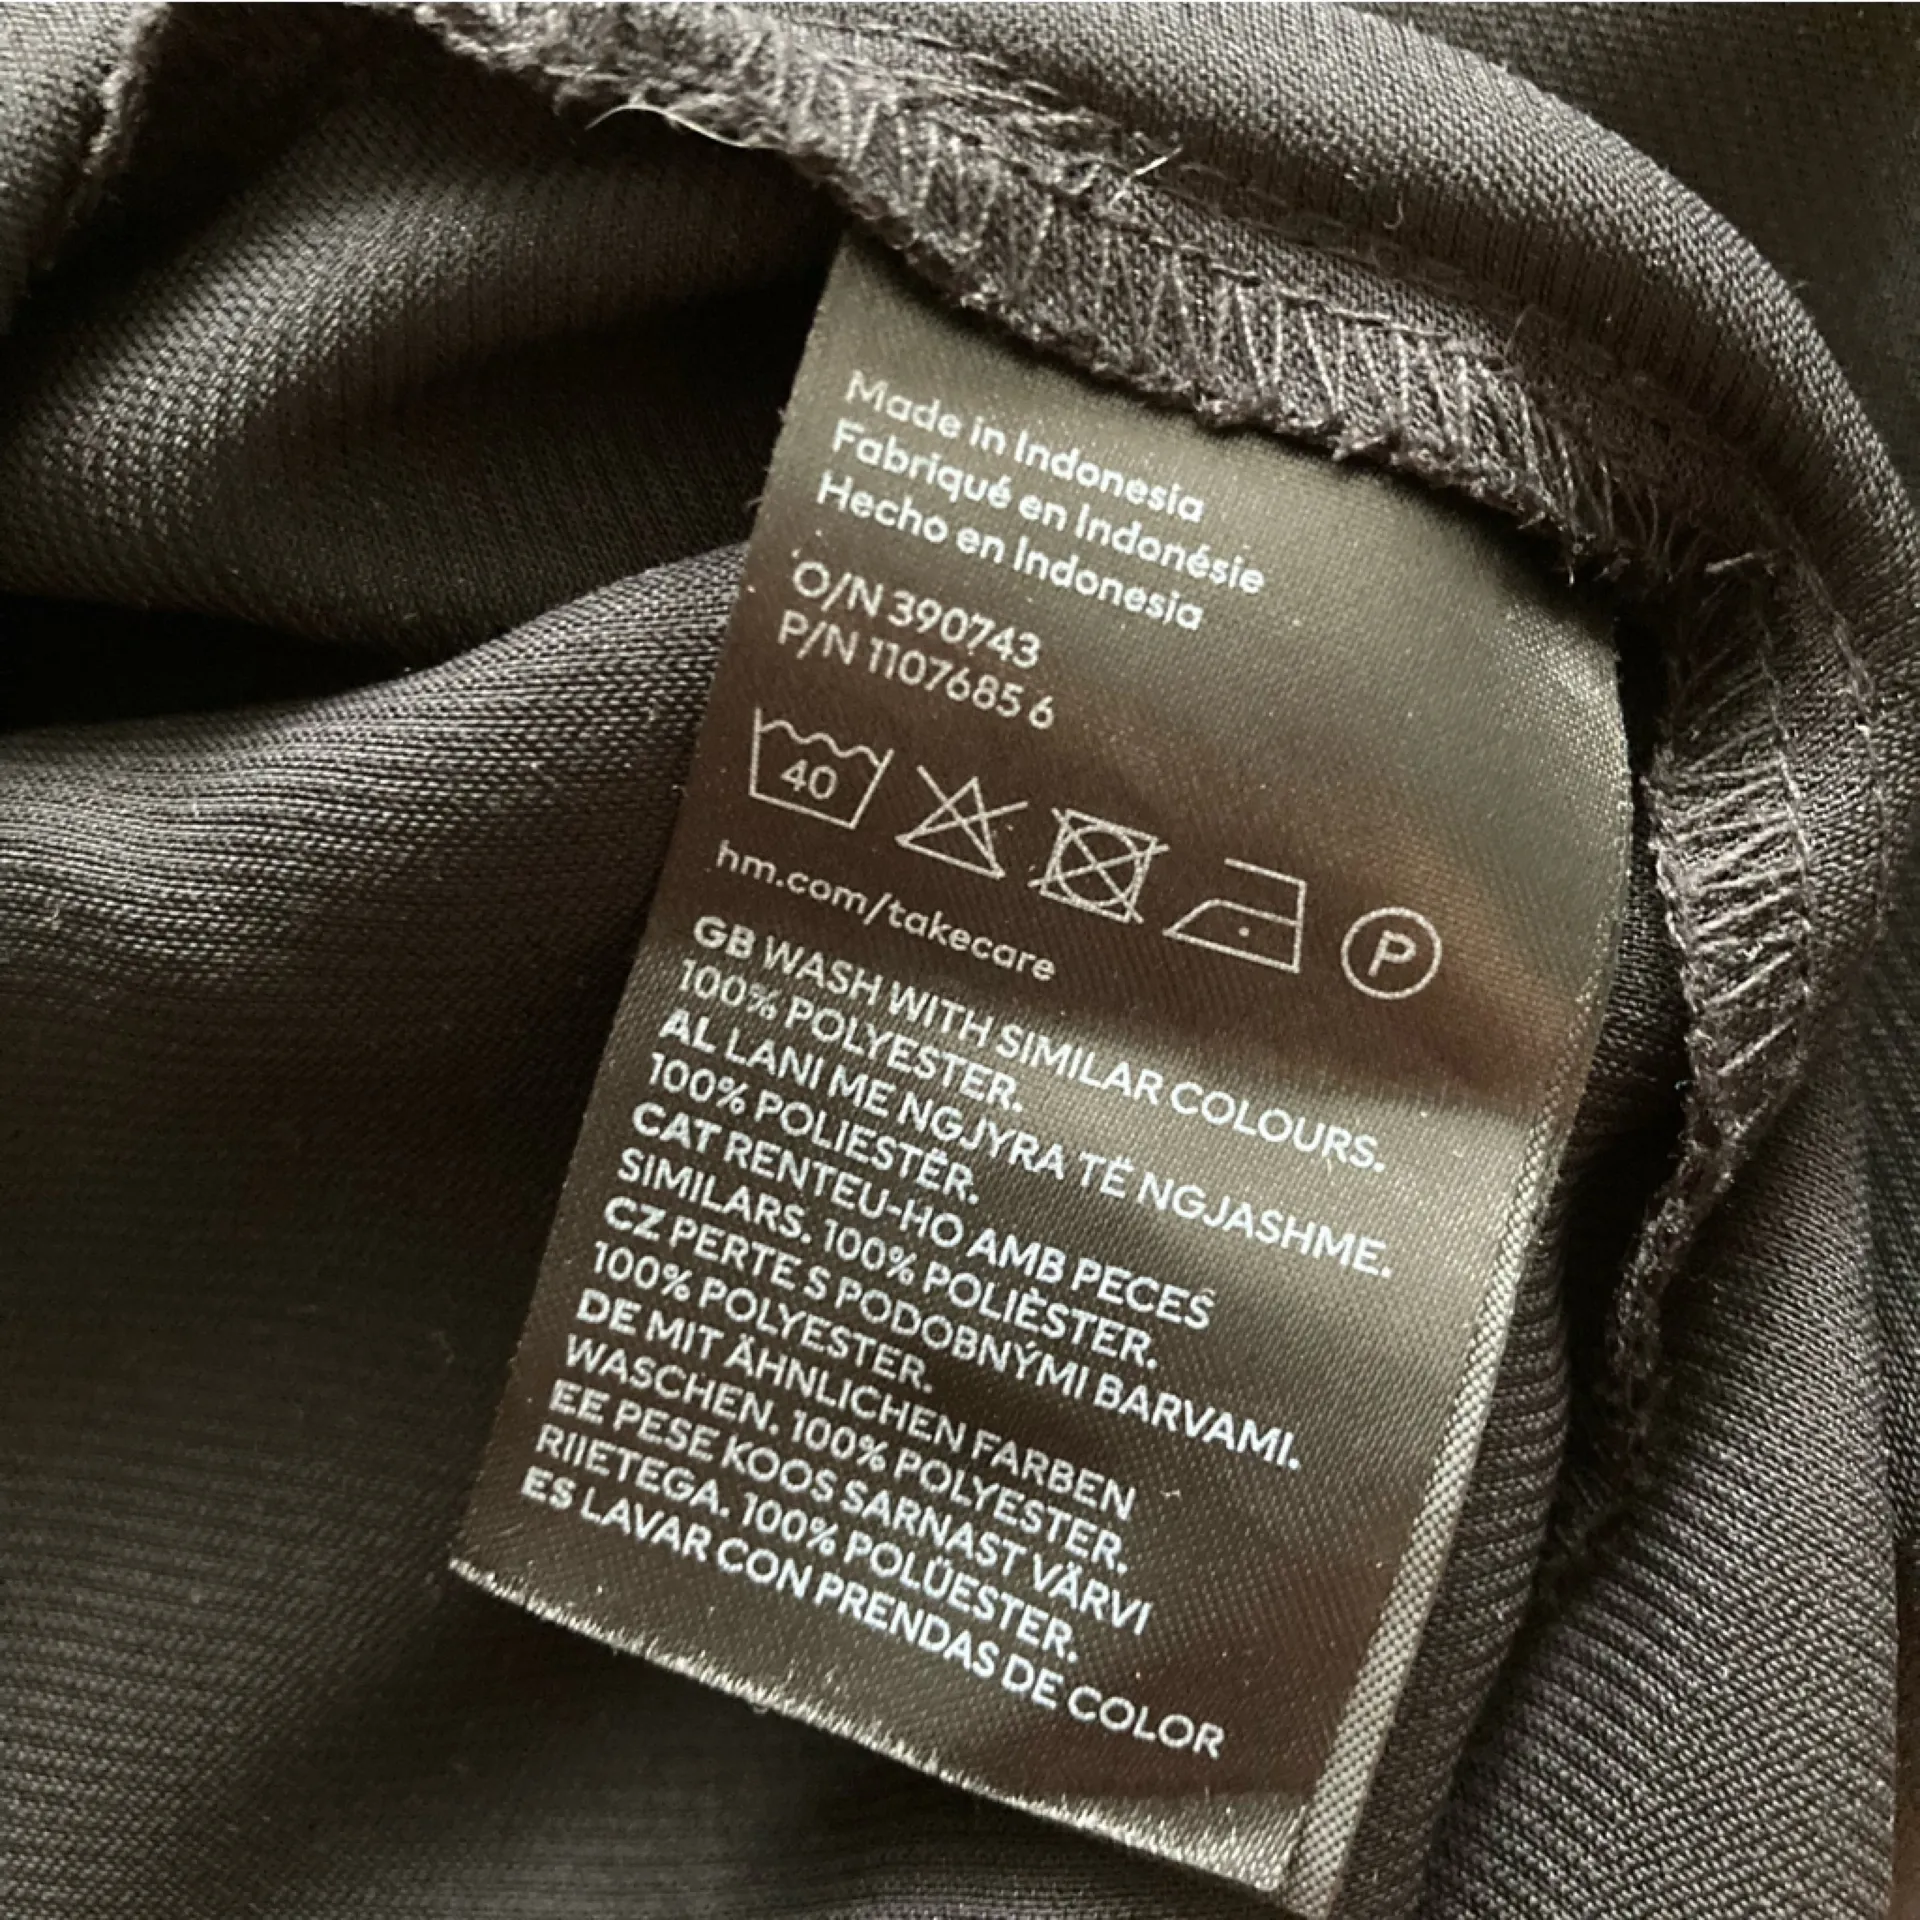 Made in Indonesia
Fabriqué en Indonésie
Hecho en Indonesia
O/N 390743
P/N 1107685 6
40
P
hm.com/takecare
GB WASH WITH SIMILAR COLOURS.
100% POLYESTER.
AL LANI ME NGJYRA TË NGJASHME.
100% POLIESTËR.
CAT RENTEU-HO AMB PECES
SIMILARS. 100% POLIÈSTER.
CZ PERTE S PODOBNÝMI BARVAMI.
100% POLYESTER.
DE MIT ÄHNLICHEN FARBEN
WASCHEN. 100% POLYESTER.
EE PESE KOOS SARNAST VÄRVI
RIIETEGA. 100% POLÜESTER.
ES LAVAR CON PRENDAS DE COLOR